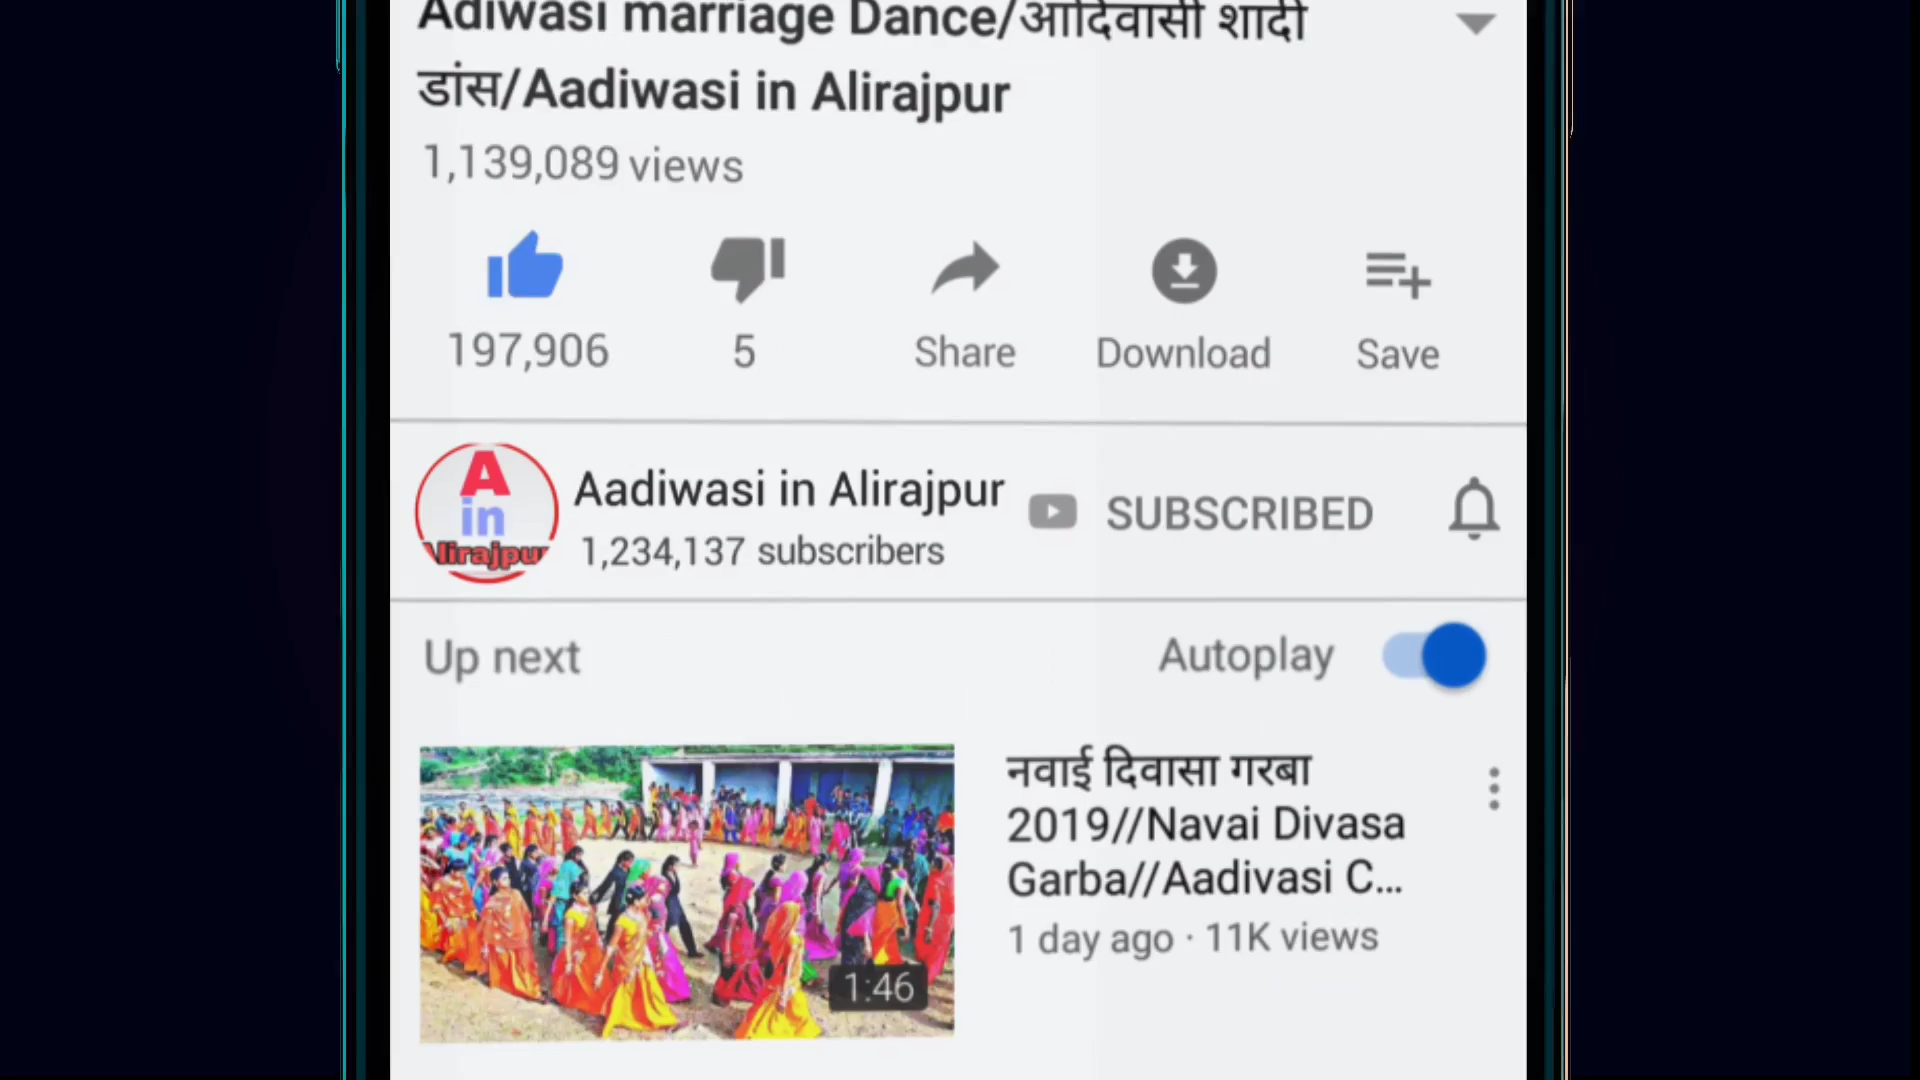 Adiwasi marriage Dance/आदिवासी शादी
डांस/Aadiwasi in Alirajpur
1,139,089 views
197,906
5
Share
Download
Save
A
in
Alirajpur
Aadiwasi in Alirajpur
1,234,137 subscribers
SUBSCRIBED
Up next
Autoplay
1:46
नवाई दिवासा गरबा
2019//Navai Divasa
Garba//Aadivasi C...
1 day ago · 11K views